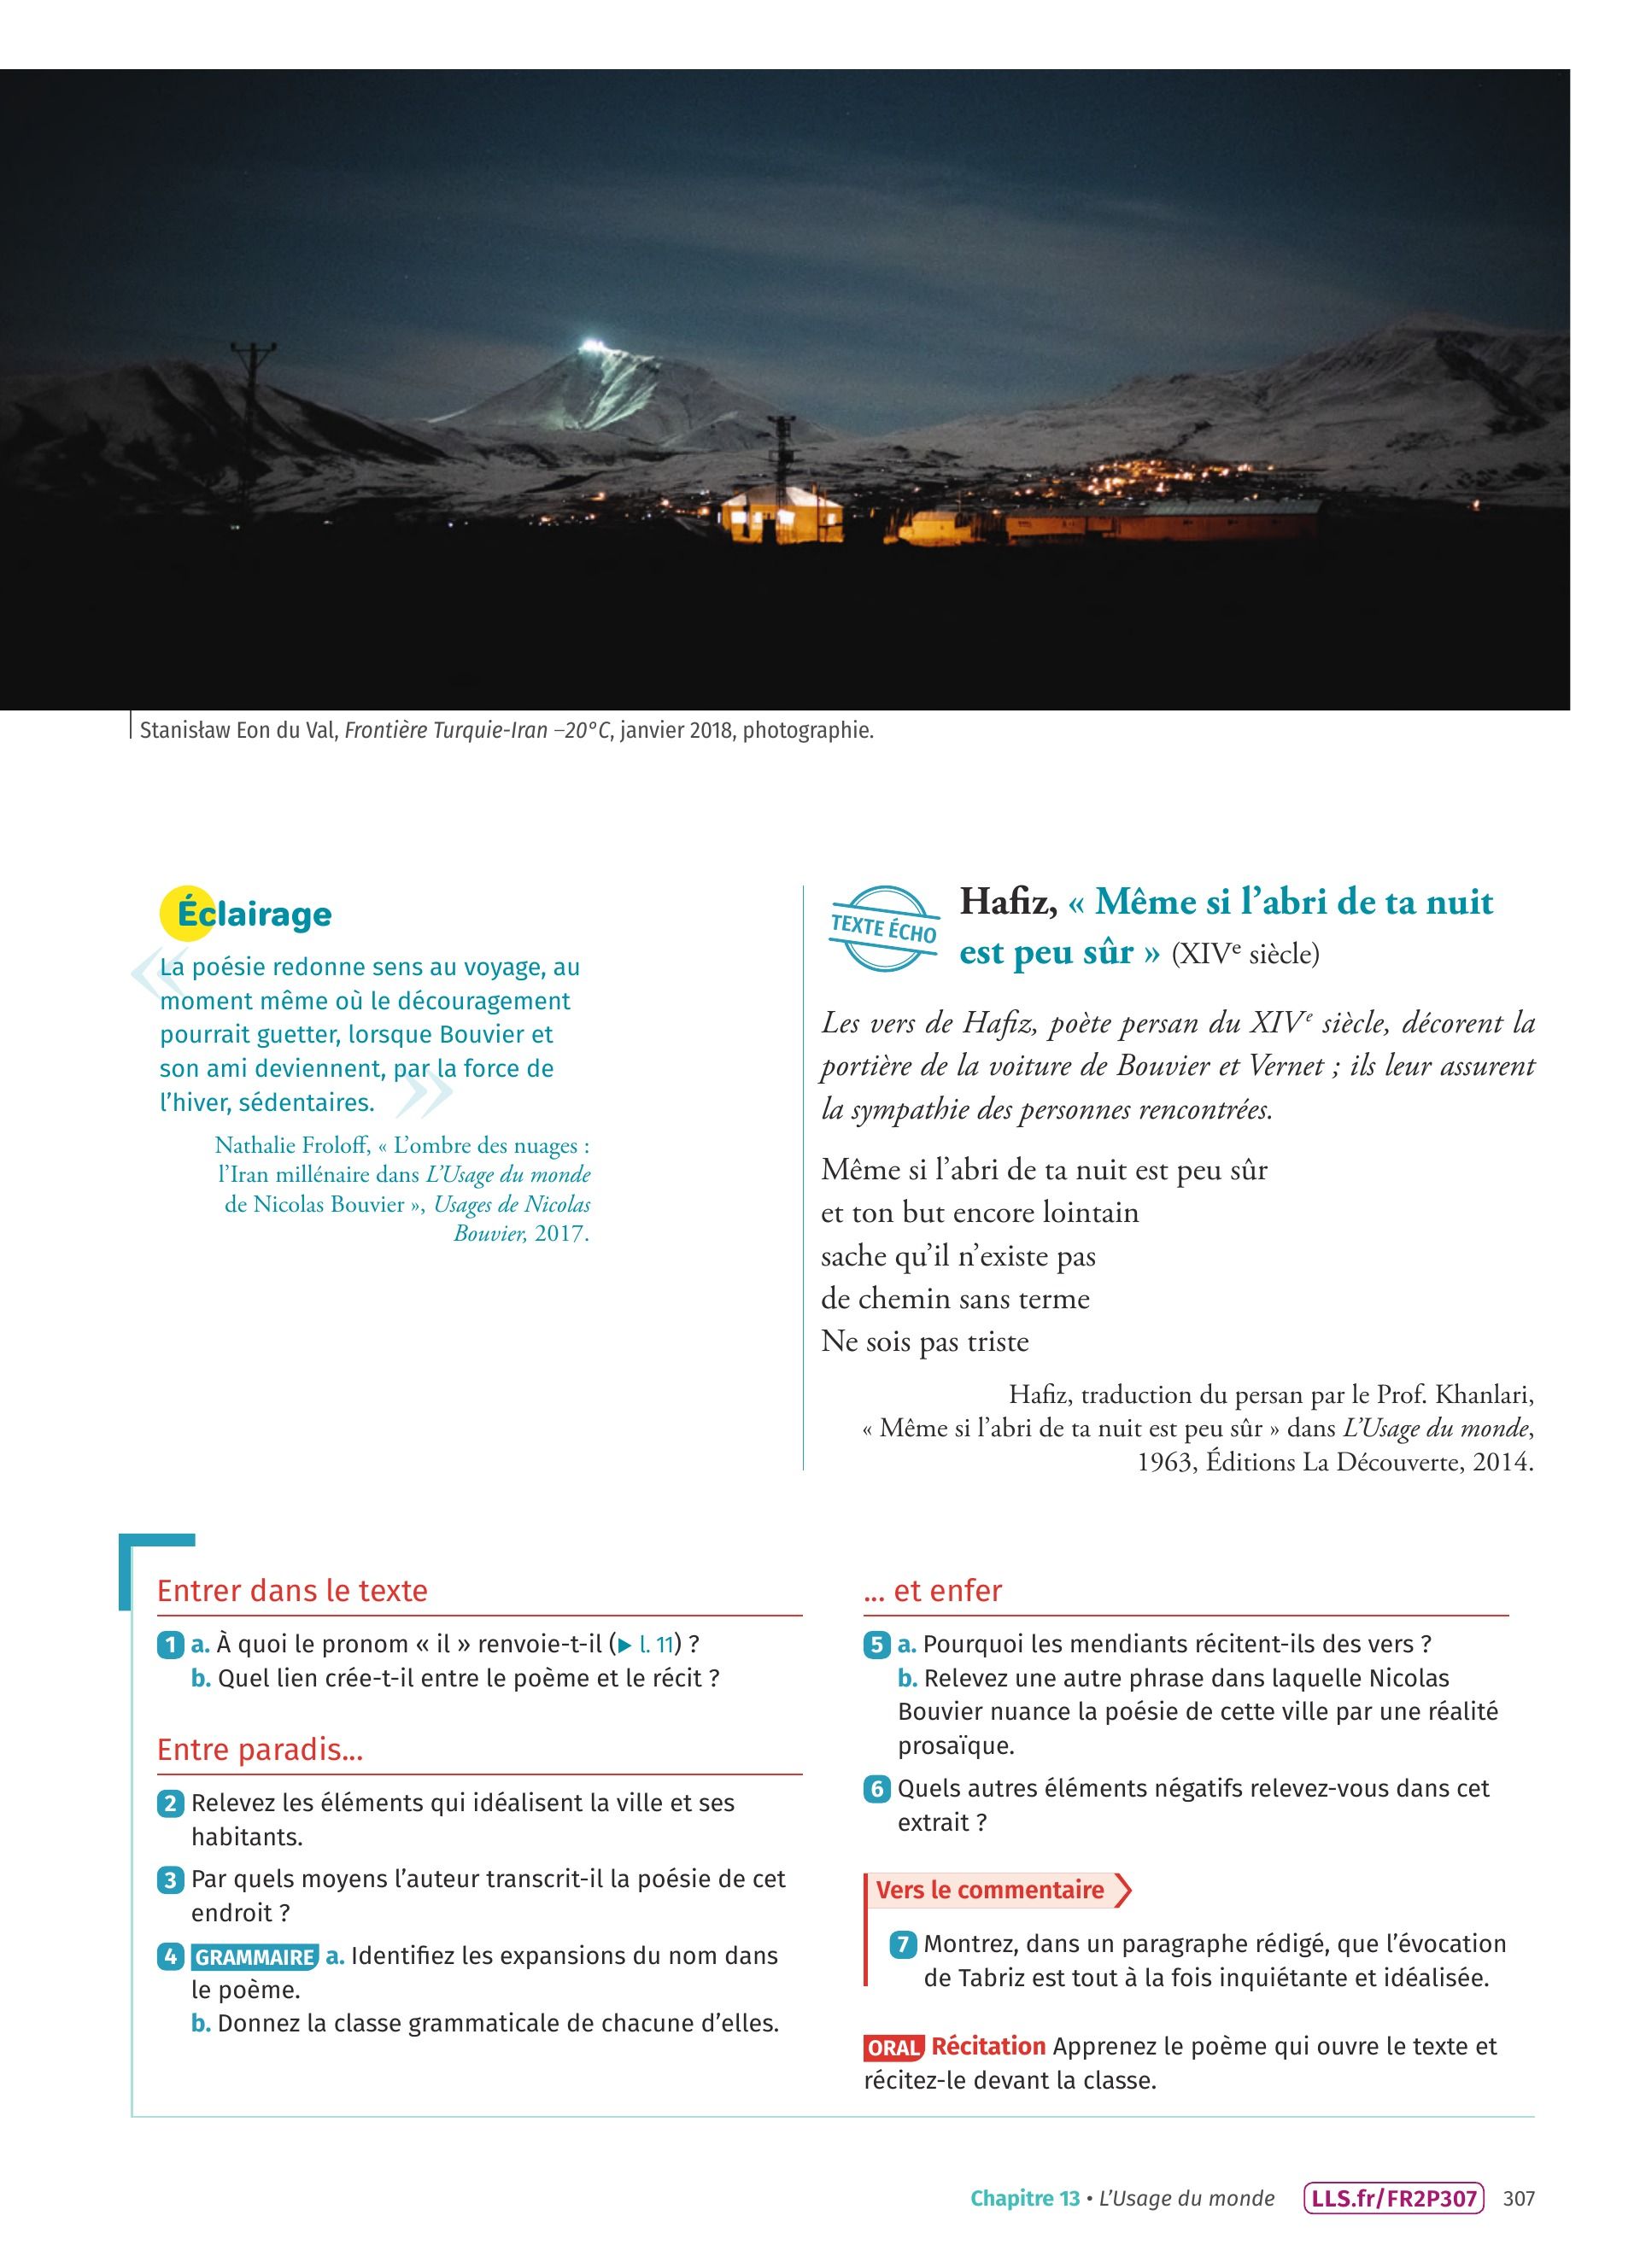 Stanisław Eon du Val, Frontière Turquie-Iran –20°C, janvier 2018, photographie.
Éclairage
« La poésie redonne sens au voyage, au
moment même où le découragement
pourrait guetter, lorsque Bouvier et
son ami deviennent, par la force de
l’hiver, sédentaires. »
Nathalie Froloff, « L’ombre des nuages :
l’Iran millénaire dans L’Usage du monde
de Nicolas Bouvier », Usages de Nicolas
Bouvier, 2017.
TEXTE ÉCHO
Hafiz, « Même si l’abri de ta nuit
est peu sûr » (XIVe siècle)
Les vers de Hafiz, poète persan du XIVe siècle, décorent la
portière de la voiture de Bouvier et Vernet ; ils leur assurent
la sympathie des personnes rencontrées.
Même si l’abri de ta nuit est peu sûr
et ton but encore lointain
sache qu’il n’existe pas
de chemin sans terme
Ne sois pas triste
Hafiz, traduction du persan par le Prof. Khanlari,
« Même si l’abri de ta nuit est peu sûr » dans L’Usage du monde,
1963, Éditions La Découverte, 2014.
Entrer dans le texte
1 a. À quoi le pronom « il » renvoie-t-il (▶ l. 11) ?
b. Quel lien crée-t-il entre le poème et le récit ?
Entre paradis...
2 Relevez les éléments qui idéalisent la ville et ses
habitants.
3 Par quels moyens l’auteur transcrit-il la poésie de cet
endroit ?
4 GRAMMAIRE a. Identifiez les expansions du nom dans
le poème.
b. Donnez la classe grammaticale de chacune d’elles.
... et enfer
5 a. Pourquoi les mendiants récitent-ils des vers ?
b. Relevez une autre phrase dans laquelle Nicolas
Bouvier nuance la poésie de cette ville par une réalité
prosaïque.
6 Quels autres éléments négatifs relevez-vous dans cet
extrait ?
Vers le commentaire
7 Montrez, dans un paragraphe rédigé, que l’évocation
de Tabriz est tout à la fois inquiétante et idéalisée.
ORAL Récitation Apprenez le poème qui ouvre le texte et
récitez-le devant la classe.
Chapitre 13 • L’Usage du monde LLS.fr/FR2P307 307